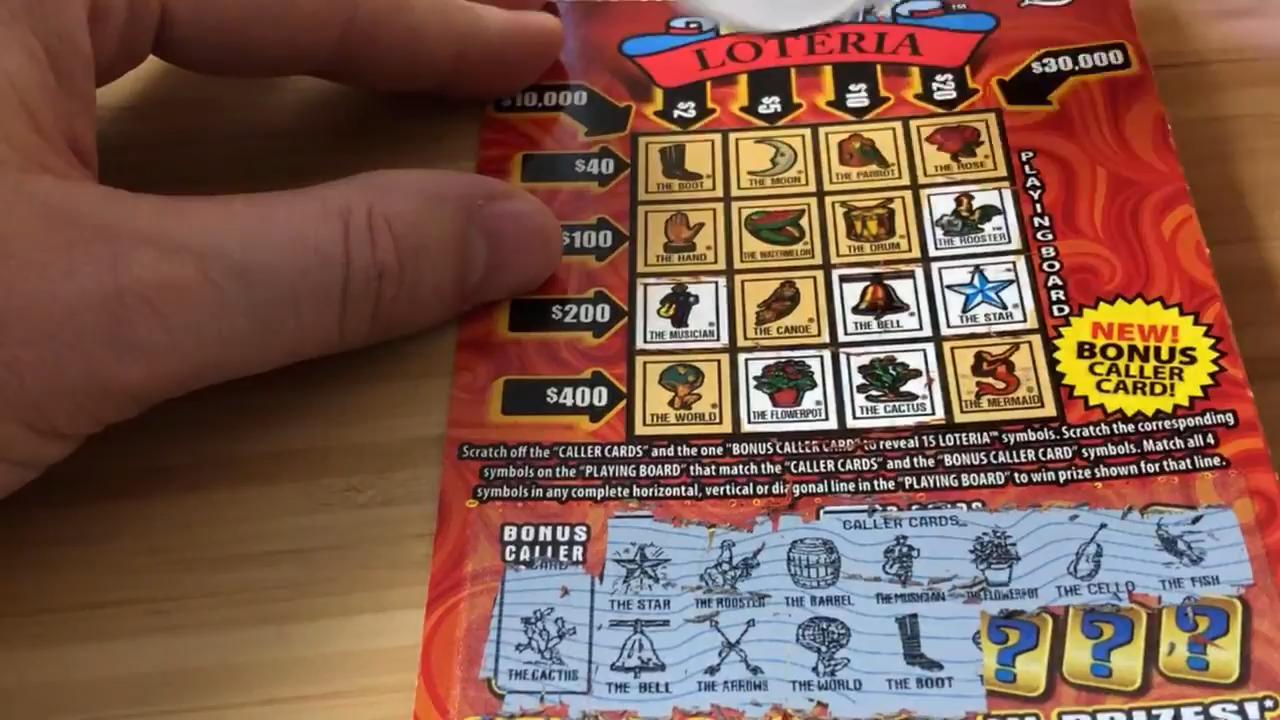 LOTERIA™
$30,000
$10,000
$2 $5 $10 $20
$40
THE BOOT THE MOON THE PARROT THE ROSE
$100
THE HAND THE WATERMELON THE DRUM THE ROOSTER
$200
THE MUSICIAN THE CANOE THE BELL THE STAR
$400
THE WORLD THE FLOWERPOT THE CACTUS THE MERMAID
PLAYING BOARD
NEW!
BONUS
CALLER
CARD!
Scratch off the "CALLER CARDS" and the one "BONUS CALLER CARD" to reveal 15 LOTERIA™ symbols. Scratch the corresponding
symbols on the "PLAYING BOARD" that match the "CALLER CARDS" and the "BONUS CALLER CARD" symbols. Match all 4
symbols in any complete horizontal, vertical or diagonal line in the "PLAYING BOARD" to win prize shown for that line.
CALLER CARDS
BONUS
CALLER
CARD
THE STAR THE ROOSTER THE BARREL THE MUSICIAN THE FLOWERPOT THE CELLO THE FISH
THE CACTUS THE BELL THE ARROWS THE WORLD THE BOOT
? ? ?
IN PRIZES!*